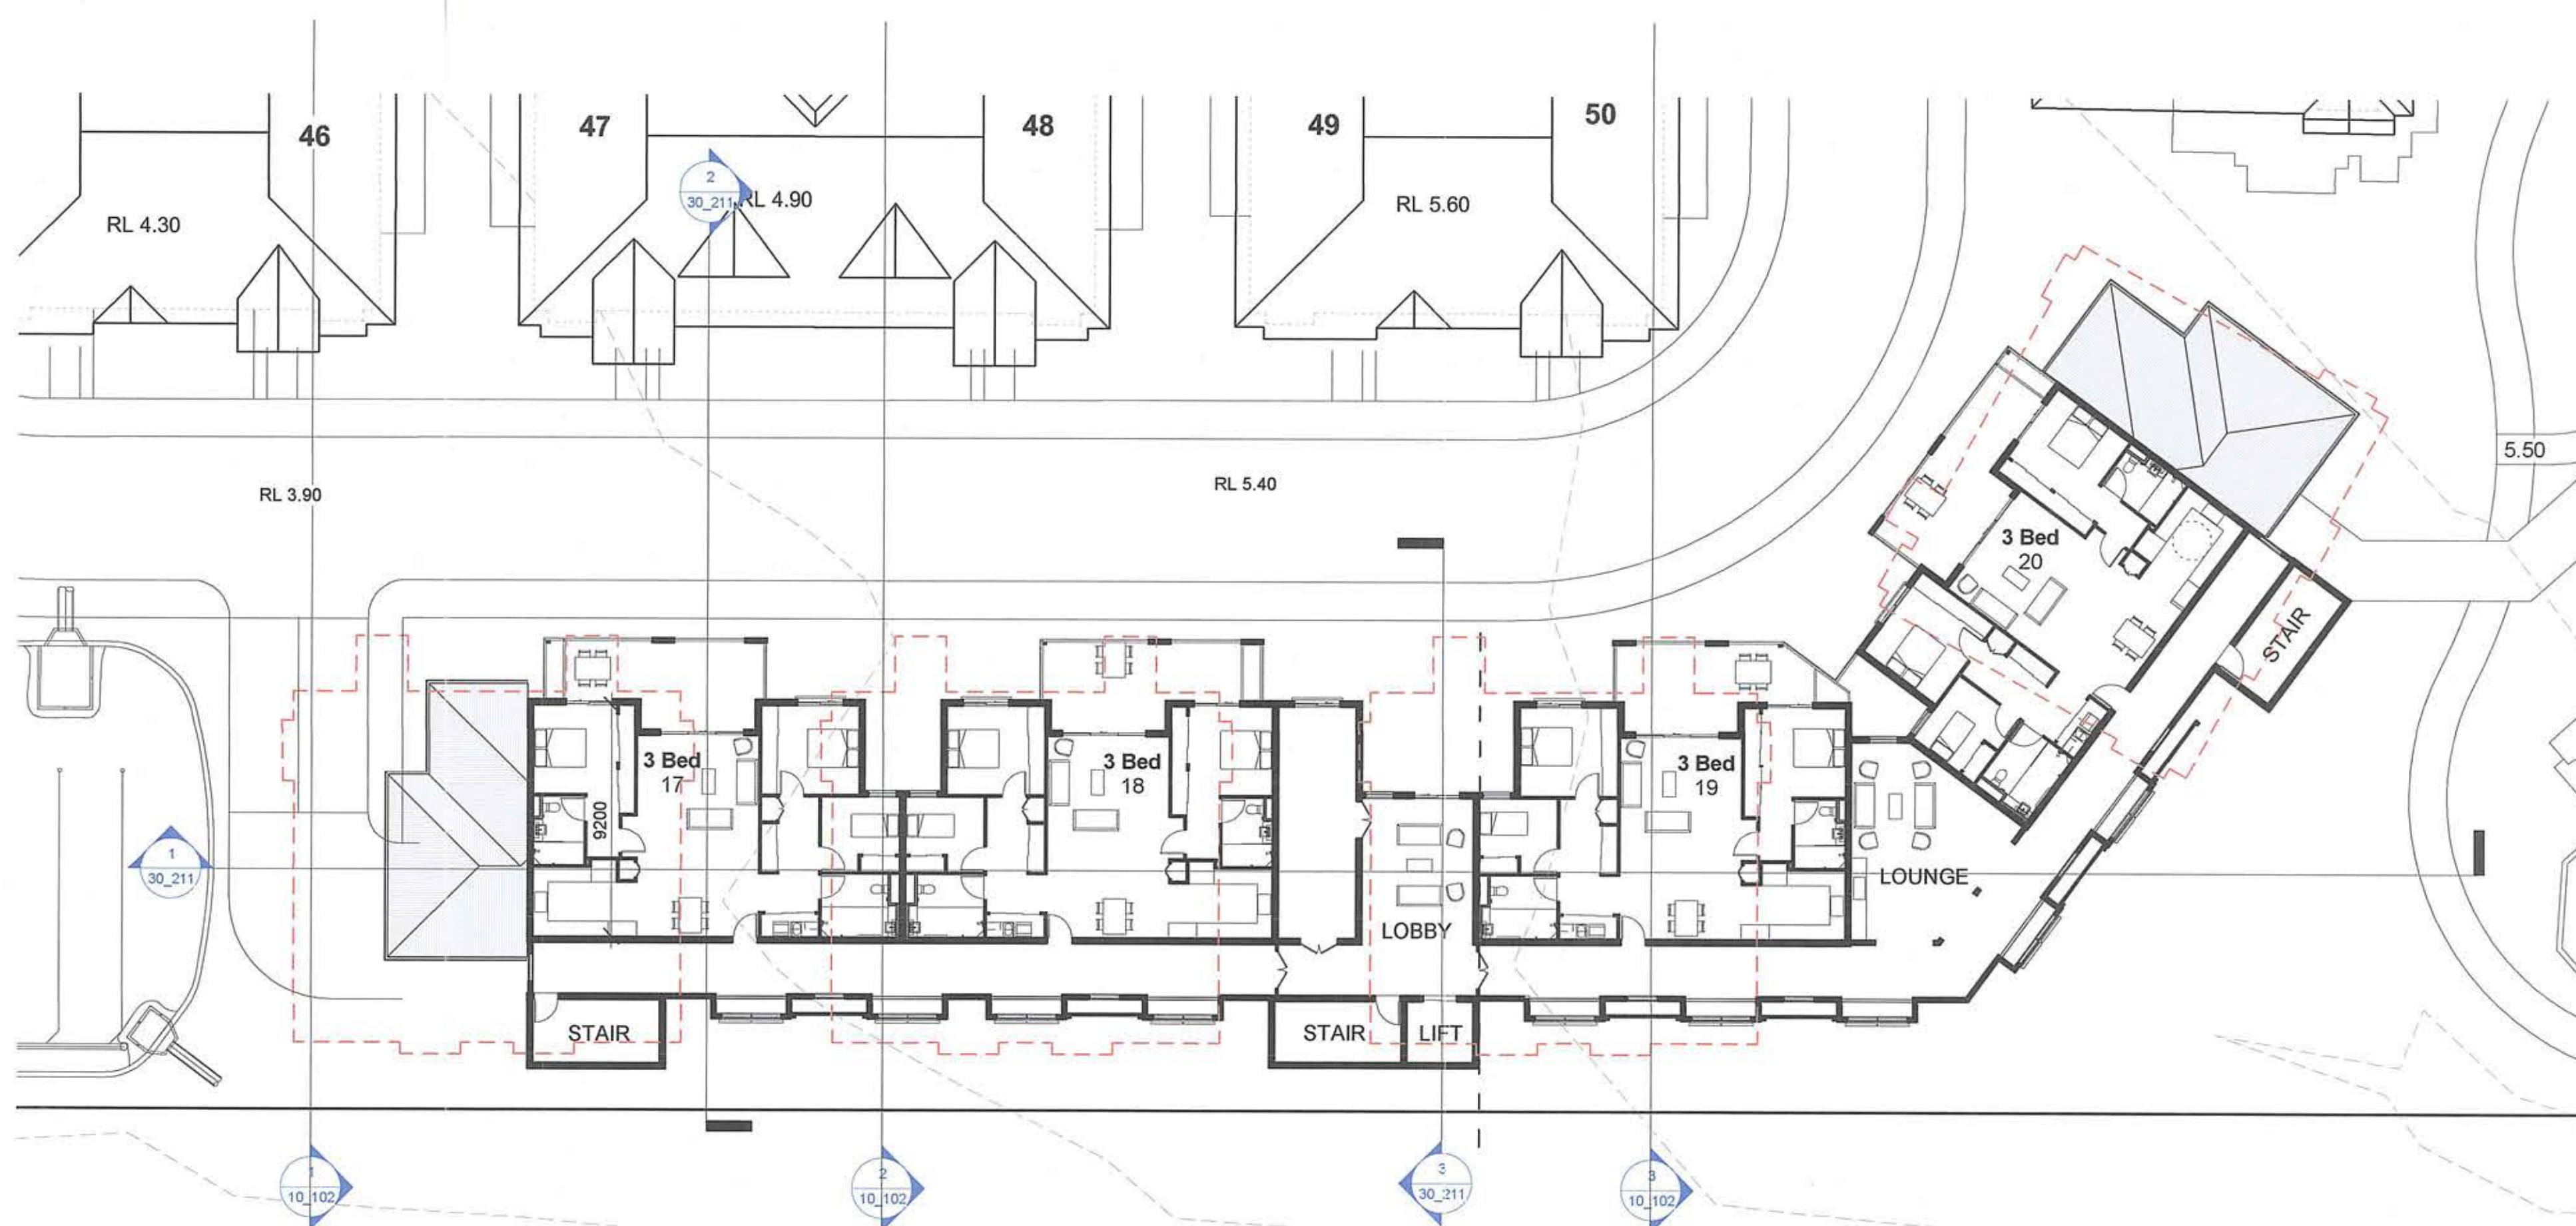 46
47
48
49
50
2
30_211
RL 4.90
RL 4.30
RL 5.60
5.50
RL 3.90
RL 5.40
3 Bed
20
STAIR
3 Bed
17
3 Bed
18
3 Bed
19
9200
1
30_211
LOUNGE
LOBBY
STAIR
STAIR
LIFT
1
10_102
2
10_102
3
30_211
3
10_102